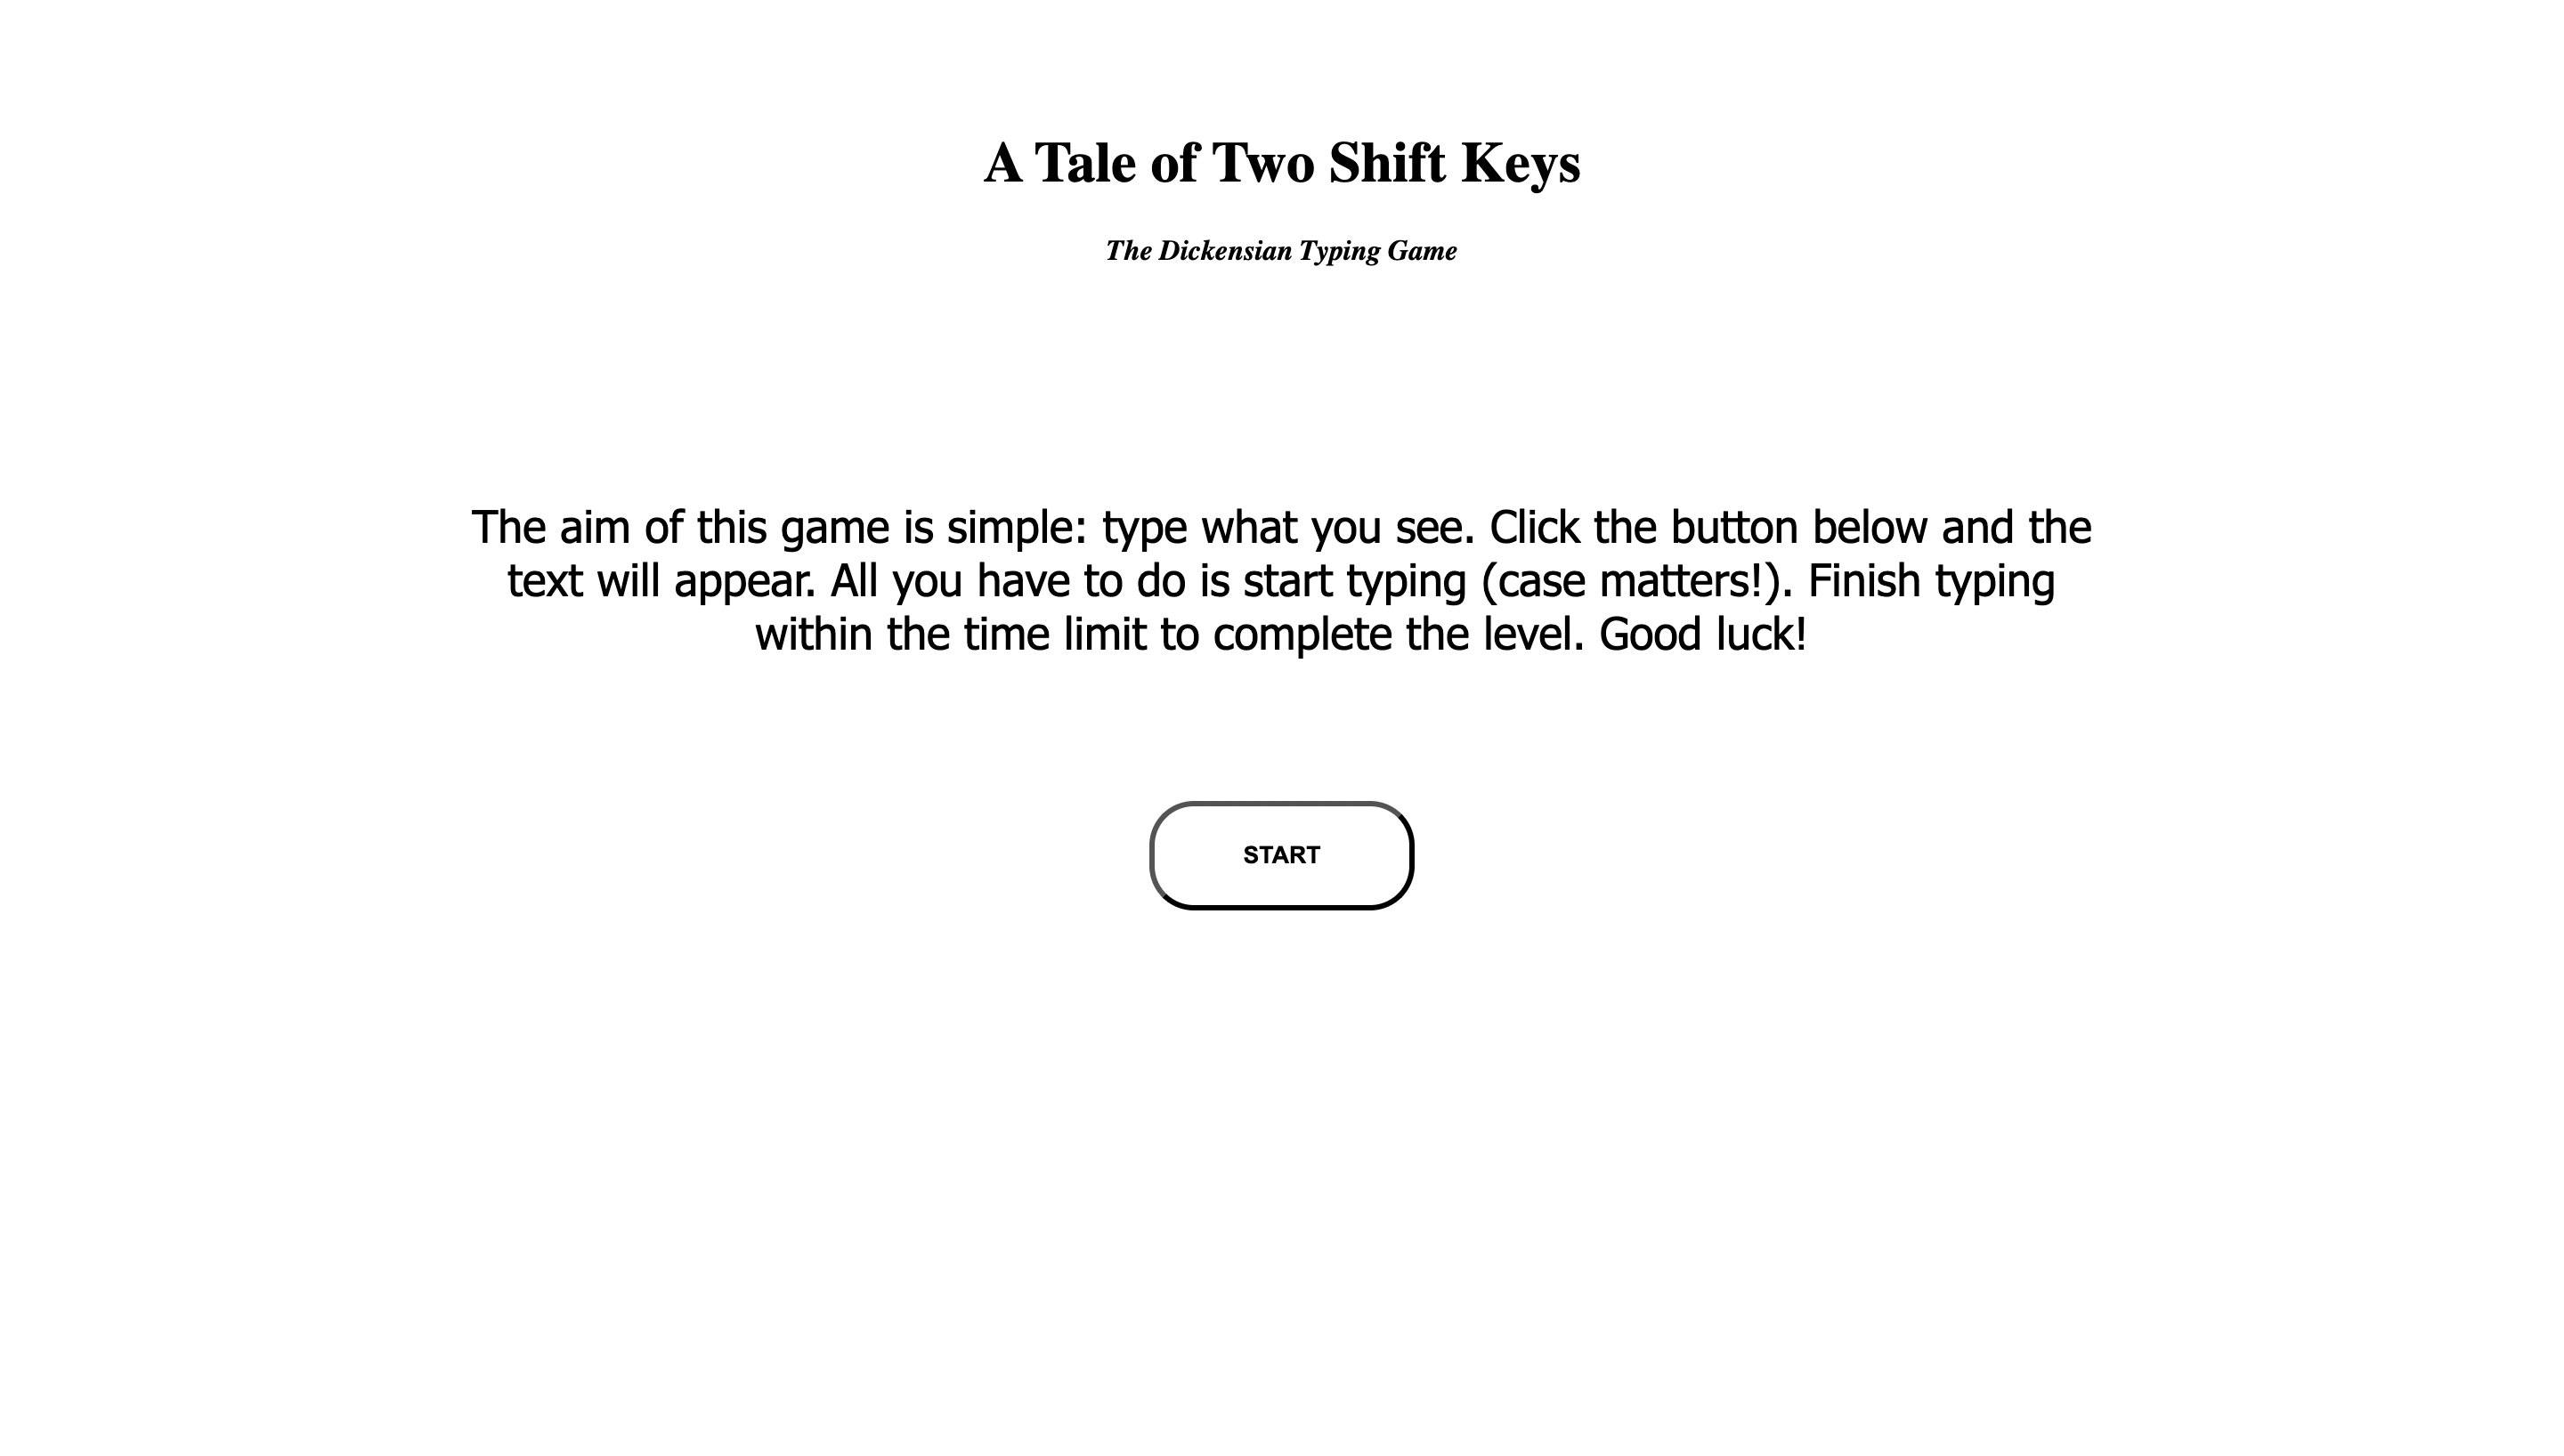 A Tale of Two Shift Keys
The Dickensian Typing Game
The aim of this game is simple: type what you see. Click the button below and the
text will appear. All you have to do is start typing (case matters!). Finish typing
within the time limit to complete the level. Good luck!
START